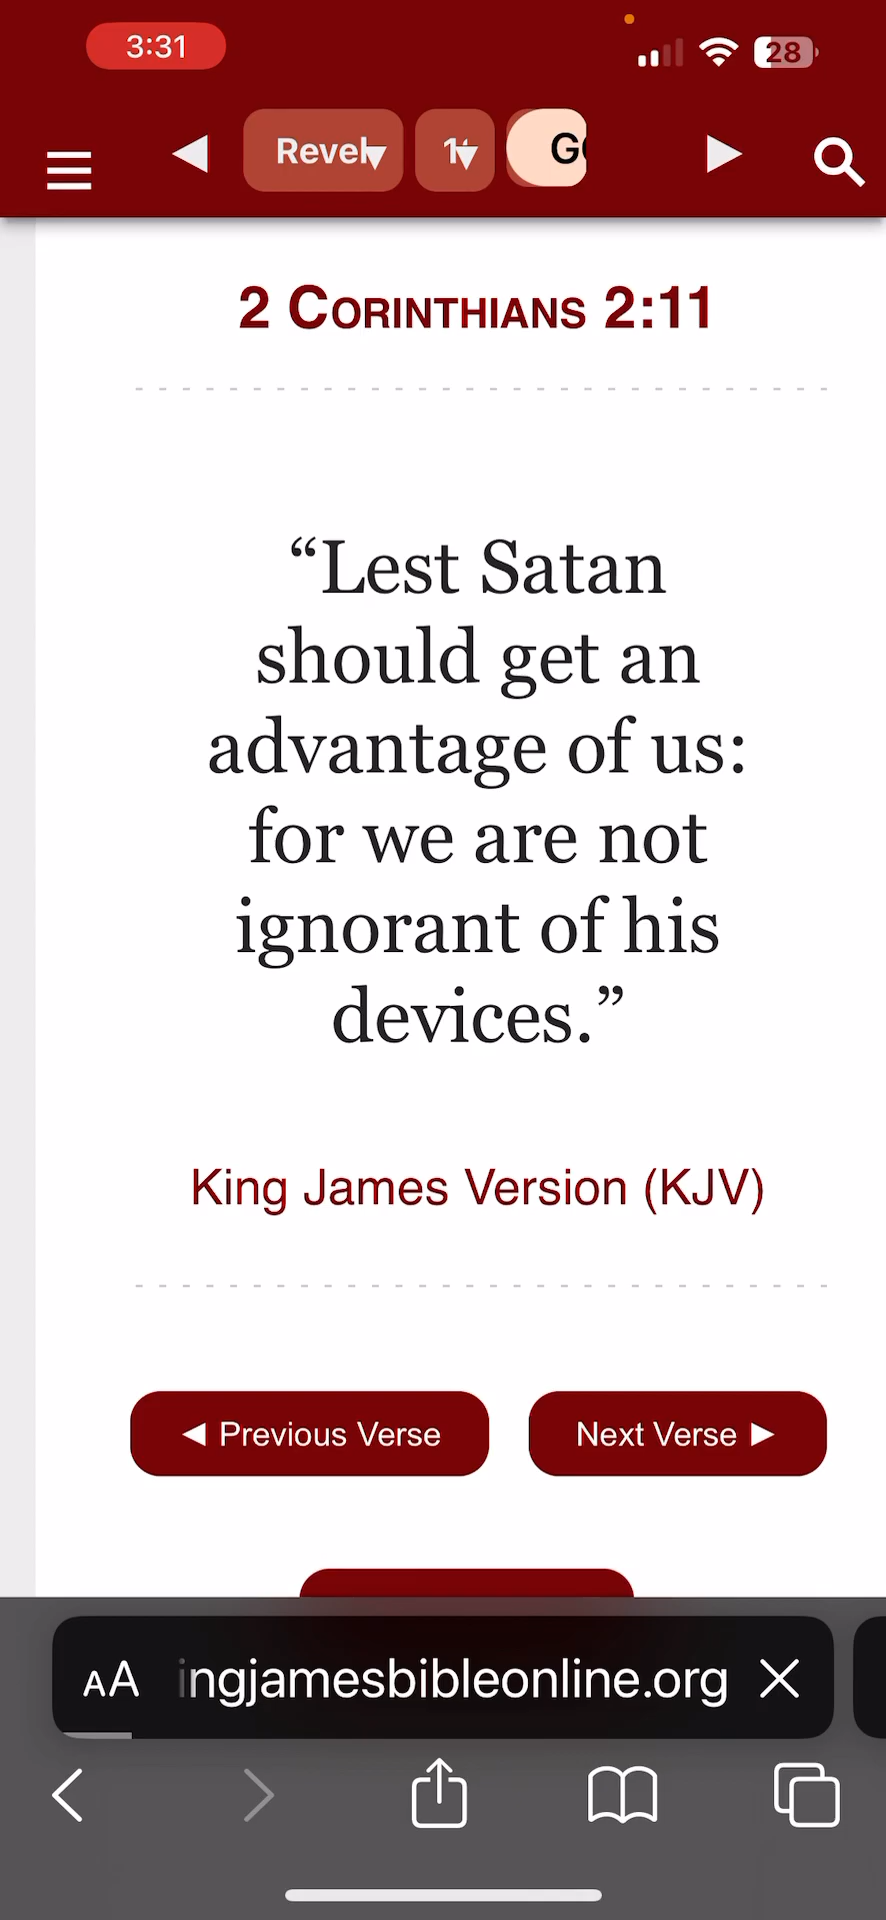 3:31
28
Revel
1
G
2 Corinthians 2:11
“Lest Satan
should get an
advantage of us:
for we are not
ignorant of his
devices.”
King James Version (KJV)
◀ Previous Verse
Next Verse ▶
AA ingjamesbibleonline.org